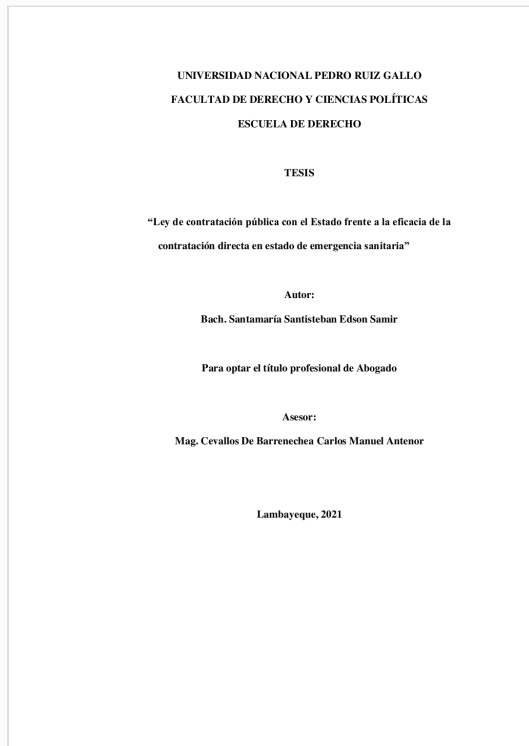 UNIVERSIDAD NACIONAL PEDRO RUIZ GALLO
FACULTAD DE DERECHO Y CIENCIAS POLÍTICAS
ESCUELA DE DERECHO
TESIS
“Ley de contratación pública con el Estado frente a la eficacia de la
contratación directa en estado de emergencia sanitaria”
Autor:
Bach. Santamaría Santisteban Edson Samir
Para optar el título profesional de Abogado
Asesor:
Mag. Cevallos De Barrenechea Carlos Manuel Antenor
Lambayeque, 2021